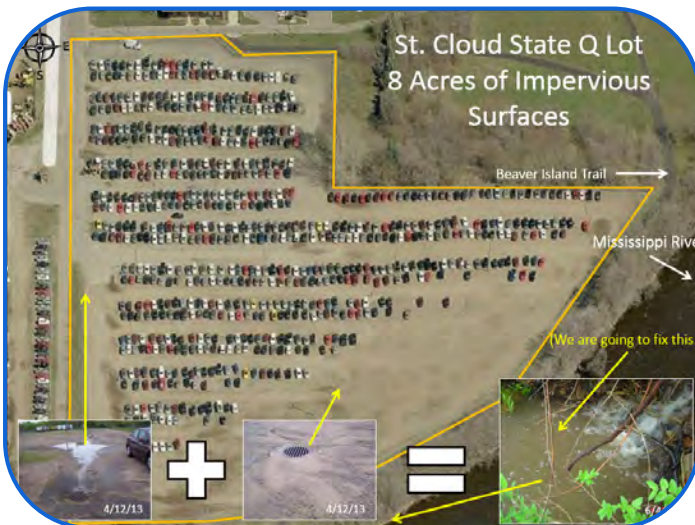 E
S
St. Cloud State Q Lot
8 Acres of Impervious
Surfaces
Beaver Island Trail
Mississippi Rive
(We are going to fix this
4/12/13
4/12/13